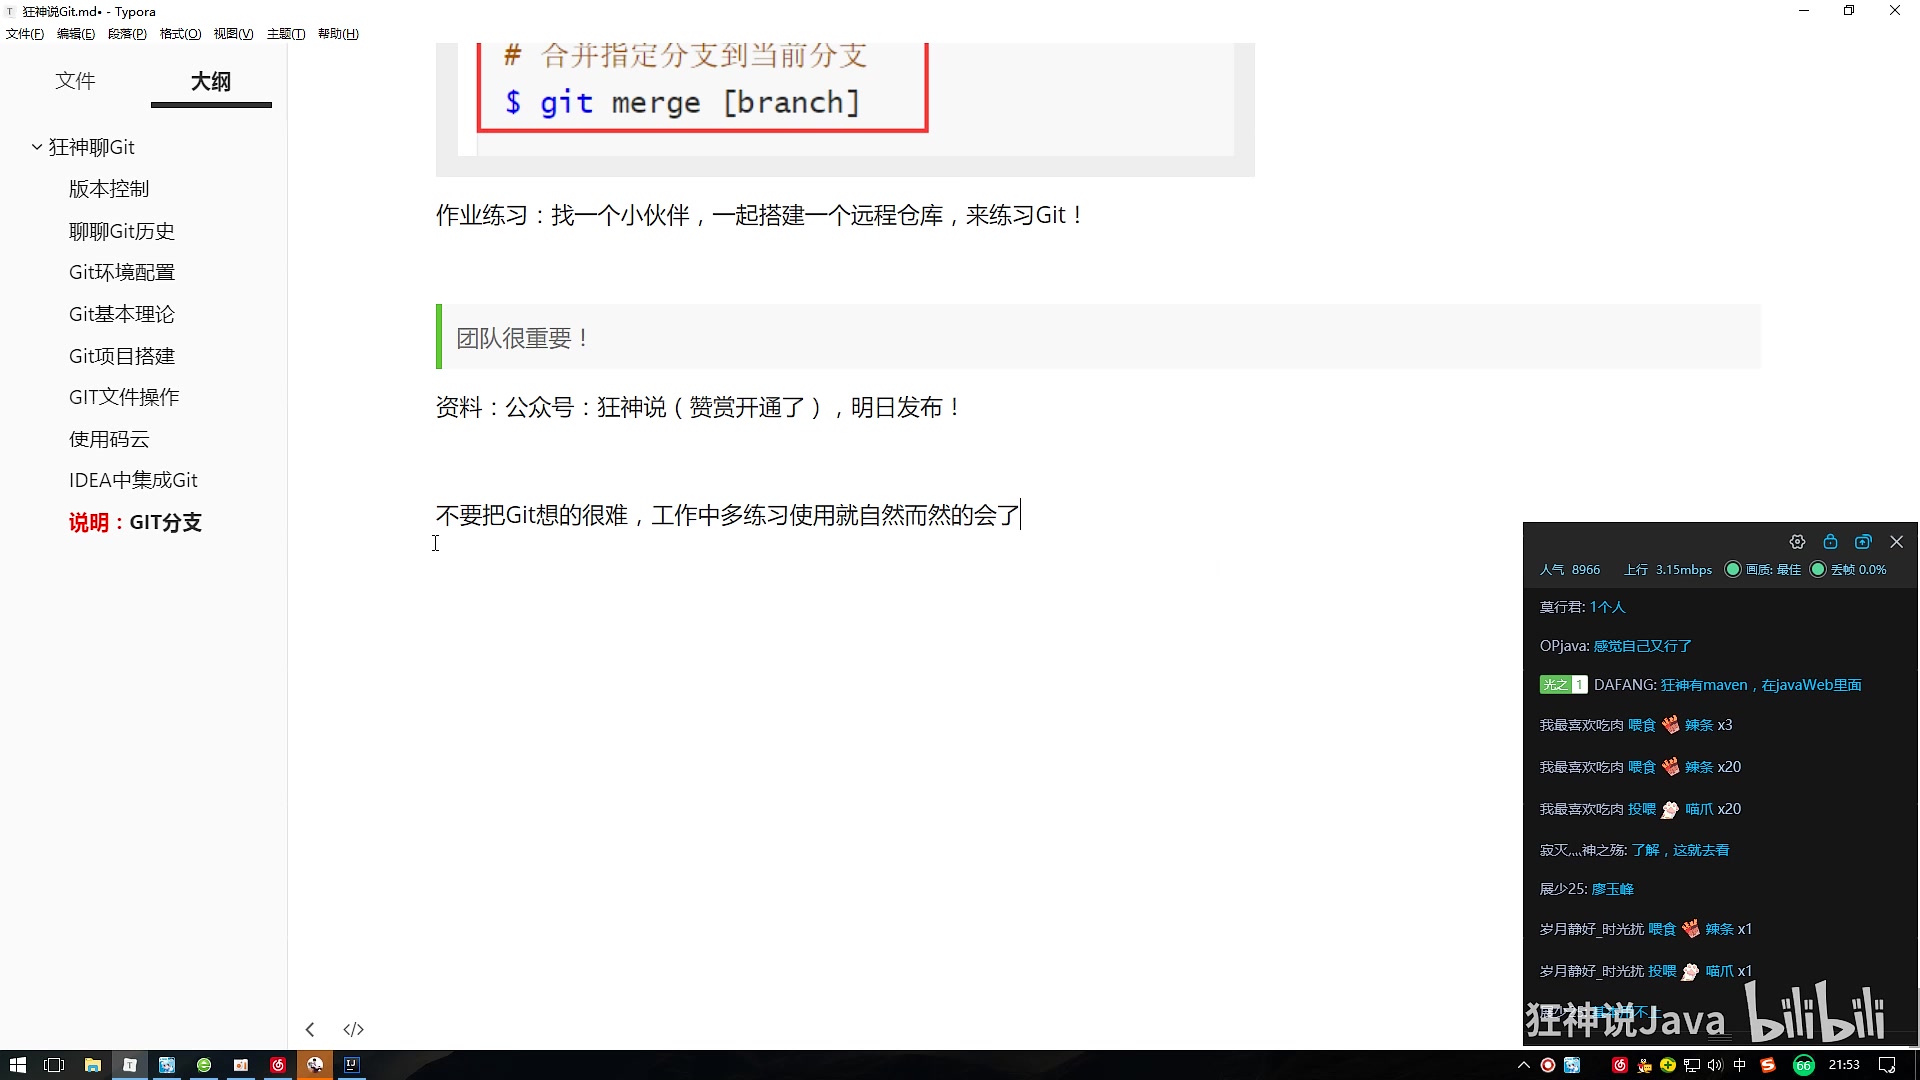 狂神说Git.md• - Typora
文件(F) 编辑(E) 段落(P) 格式(O) 视图(V) 主题(T) 帮助(H)
文件 大纲
狂神聊Git
版本控制
聊聊Git历史
Git环境配置
Git基本理论
Git项目搭建
GIT文件操作
使用码云
IDEA中集成Git
说明：GIT分支
# 合并指定分支到当前分支
$ git merge [branch]
作业练习：找一个小伙伴，一起搭建一个远程仓库，来练习Git！
团队很重要！
资料：公众号：狂神说（赞赏开通了），明日发布！
不要把Git想的很难，工作中多练习使用就自然而然的会了
人气 8966 上行 3.15mbps 画质: 最佳 丢帧 0.0%
莫行君: 1个人
OPjava: 感觉自己又行了
光之 1 DAFANG: 狂神有maven，在javaWeb里面
我最喜欢吃肉 喂食 辣条 x3
我最喜欢吃肉 喂食 辣条 x20
我最喜欢吃肉 投喂 喵爪 x20
寂灭灬神之殇: 了解，这就去看
展少25: 廖玉峰
岁月静好_时光扰 喂食 辣条 x1
岁月静好_时光扰 投喂 喵爪 x1
狂神说Java bilibili
</>
中 66 21:53